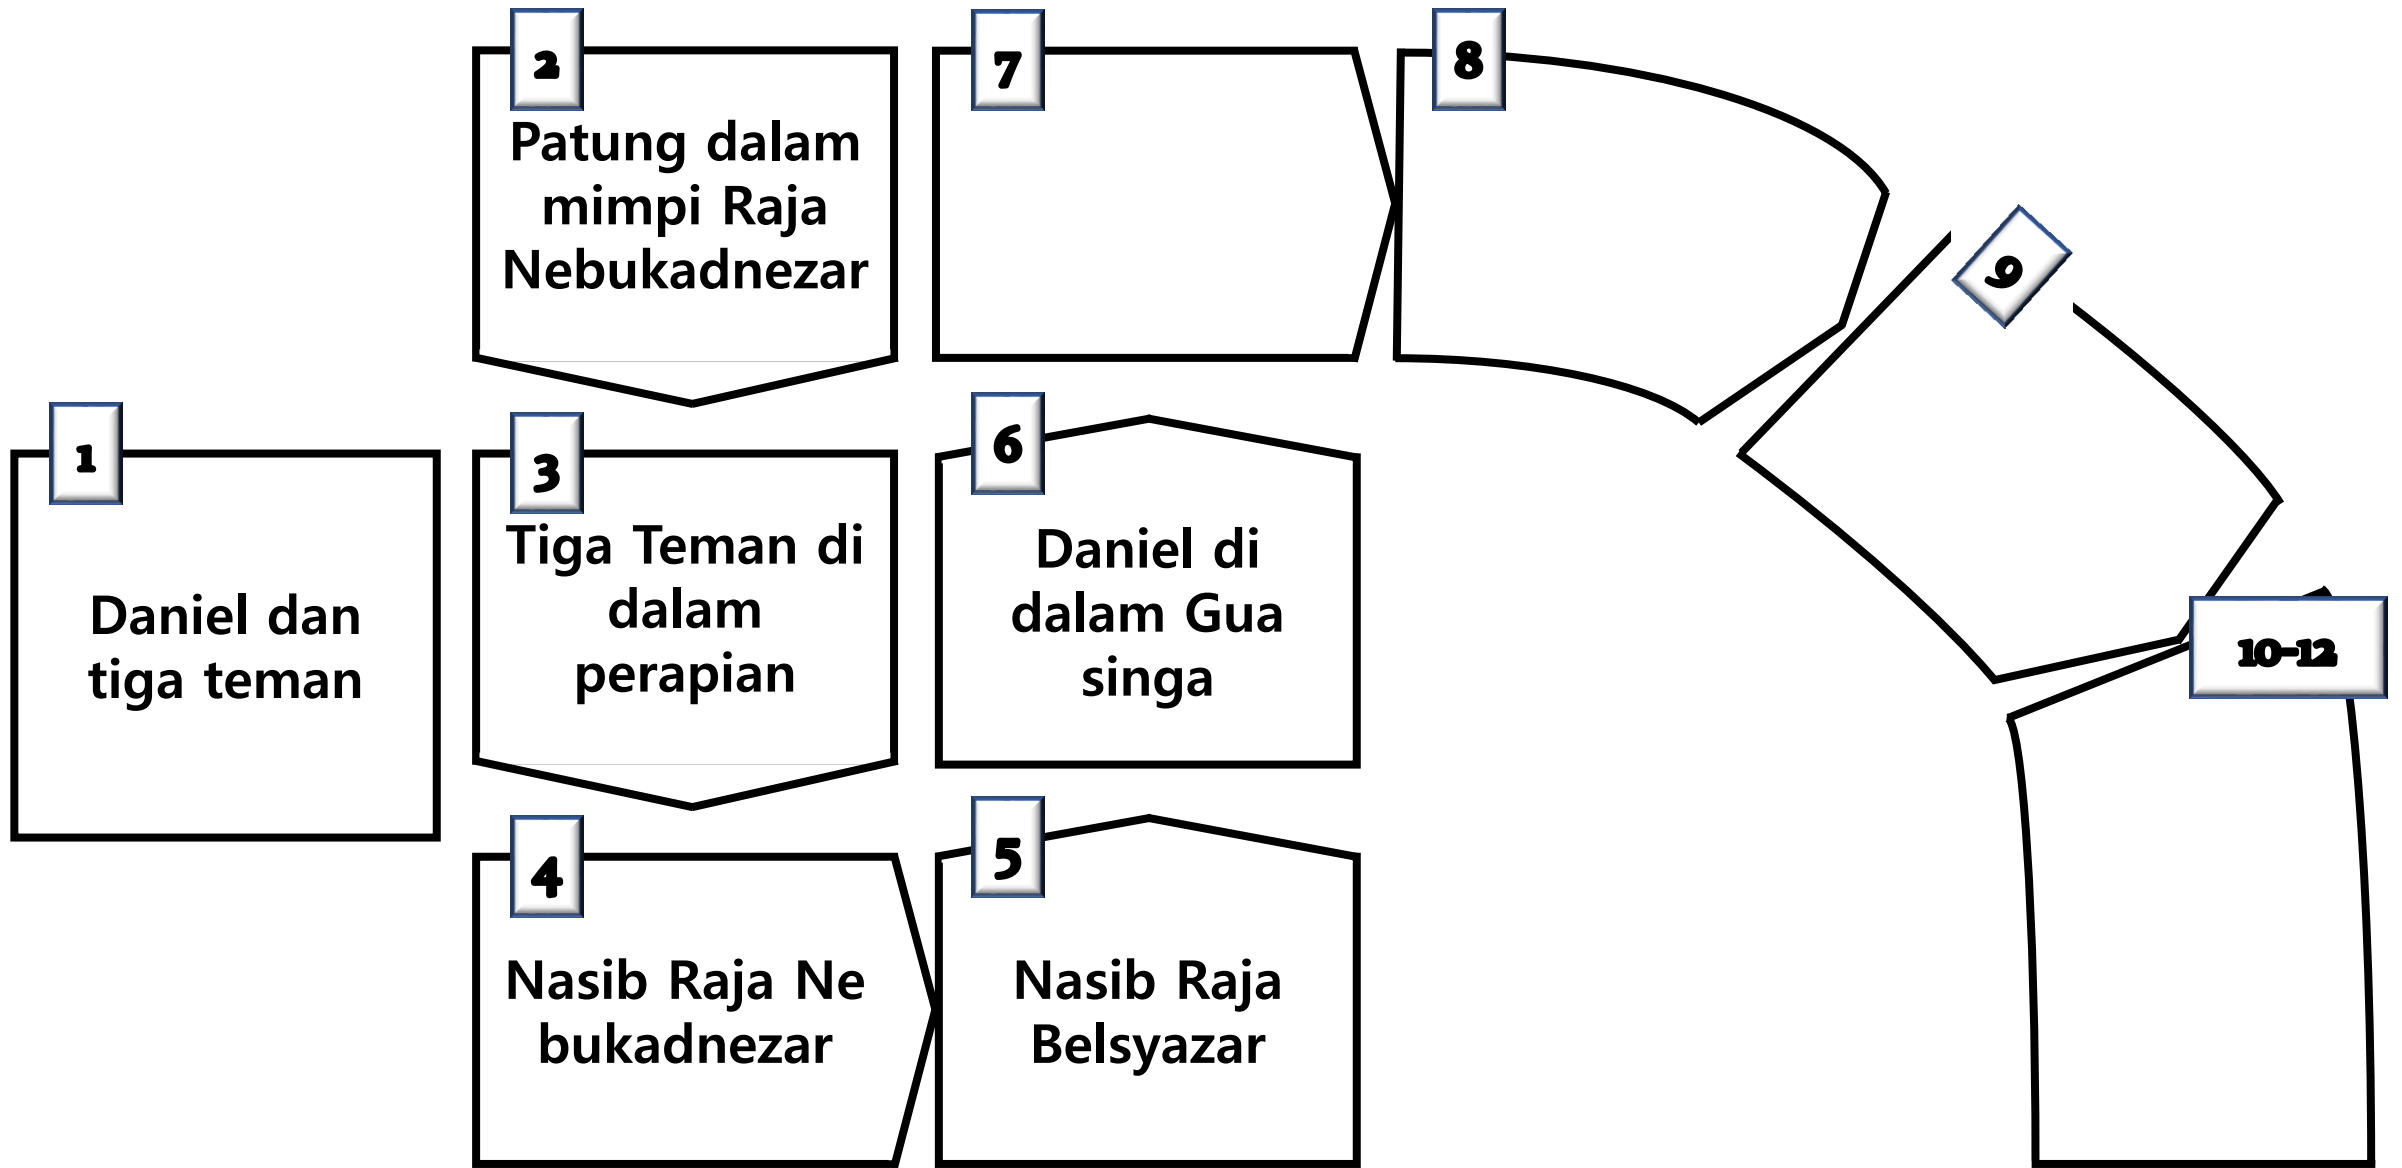 1
Daniel dan
tiga teman
2
Patung dalam
mimpi Raja
Nebukadnezar
3
Tiga Teman di
dalam
perapian
4
Nasib Raja Ne
bukadnezar
5
Nasib Raja
Belsyazar
6
Daniel di
dalam Gua
singa
7
8
9
10-12